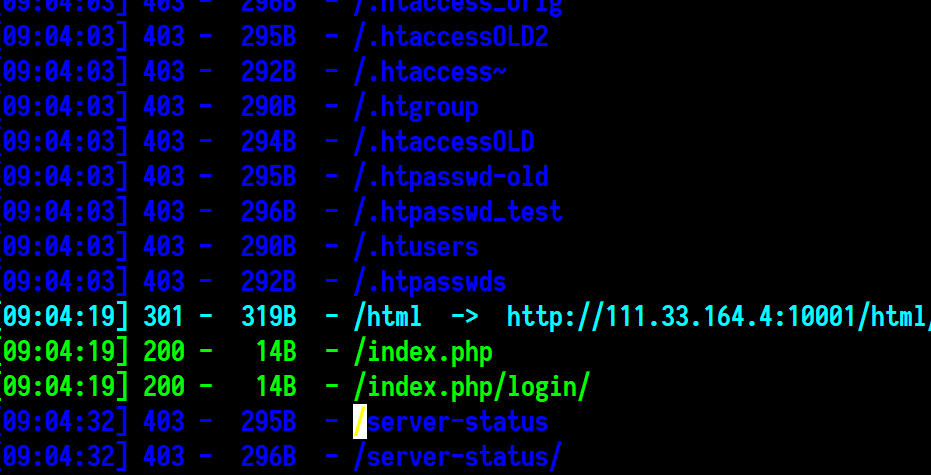 [09:04:03] 403 - 296B - /.htaccess_orig
[09:04:03] 403 - 295B - /.htaccessOLD2
[09:04:03] 403 - 292B - /.htaccess~
[09:04:03] 403 - 290B - /.htgroup
[09:04:03] 403 - 294B - /.htaccessOLD
[09:04:03] 403 - 295B - /.htpasswd-old
[09:04:03] 403 - 296B - /.htpasswd_test
[09:04:03] 403 - 290B - /.htusers
[09:04:03] 403 - 292B - /.htpasswds
[09:04:19] 301 - 319B - /html -> http://111.33.164.4:10001/html/
[09:04:19] 200 - 14B - /index.php
[09:04:19] 200 - 14B - /index.php/login/
[09:04:32] 403 - 295B - /server-status
[09:04:32] 403 - 296B - /server-status/